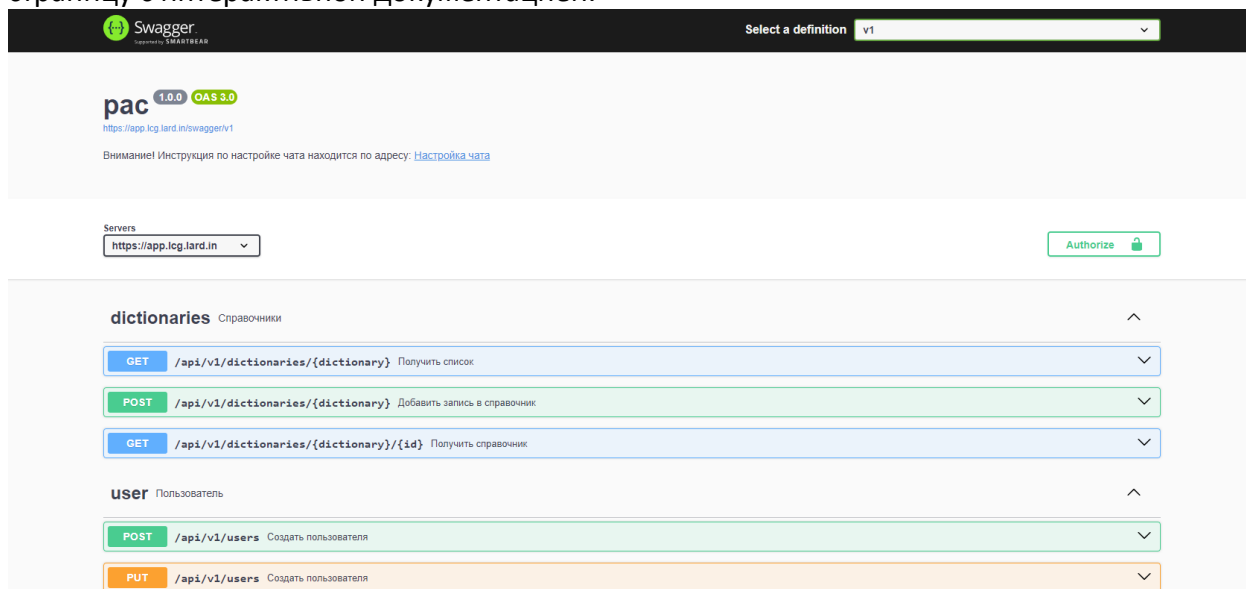 страницу с интерактивной документацией.
Swagger.
Supported by SMARTBEAR
Select a definition v1
pac 1.0.0 OAS 3.0
https://app.lcg.lard.in/swagger/v1
Внимание! Инструкция по настройке чата находится по адресу: Настройка чата
Servers
https://app.lcg.lard.in
Authorize
dictionaries Справочники
GET /api/v1/dictionaries/{dictionary} Получить список
POST /api/v1/dictionaries/{dictionary} Добавить запись в справочник
GET /api/v1/dictionaries/{dictionary}/{id} Получить справочник
user Пользователь
POST /api/v1/users Создать пользователя
PUT /api/v1/users Создать пользователя